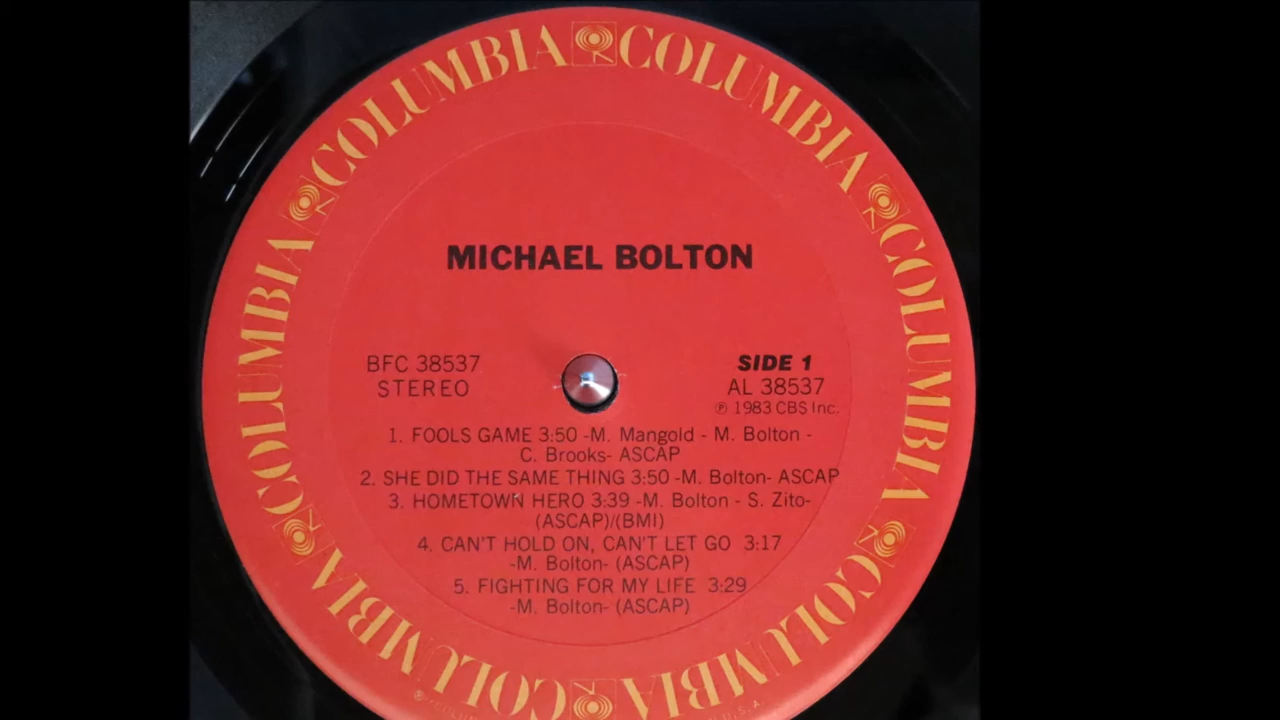 COLUMBIA COLUMBIA COLUMBIA COLUMBIA COLUMBIA COLUMBIA COLUMBIA COLUMBIA
MICHAEL BOLTON
BFC 38537
STEREO
SIDE 1
AL 38537
℗ 1983 CBS Inc.
1. FOOLS GAME 3:50 -M. Mangold - M. Bolton -
C. Brooks- ASCAP
2. SHE DID THE SAME THING 3:50 -M. Bolton- ASCAP
3. HOMETOWN HERO 3:39 -M. Bolton - S. Zito-
(ASCAP)/(BMI)
4. CAN'T HOLD ON, CAN'T LET GO 3:17
-M. Bolton- (ASCAP)
5. FIGHTING FOR MY LIFE 3:29
-M. Bolton- (ASCAP)